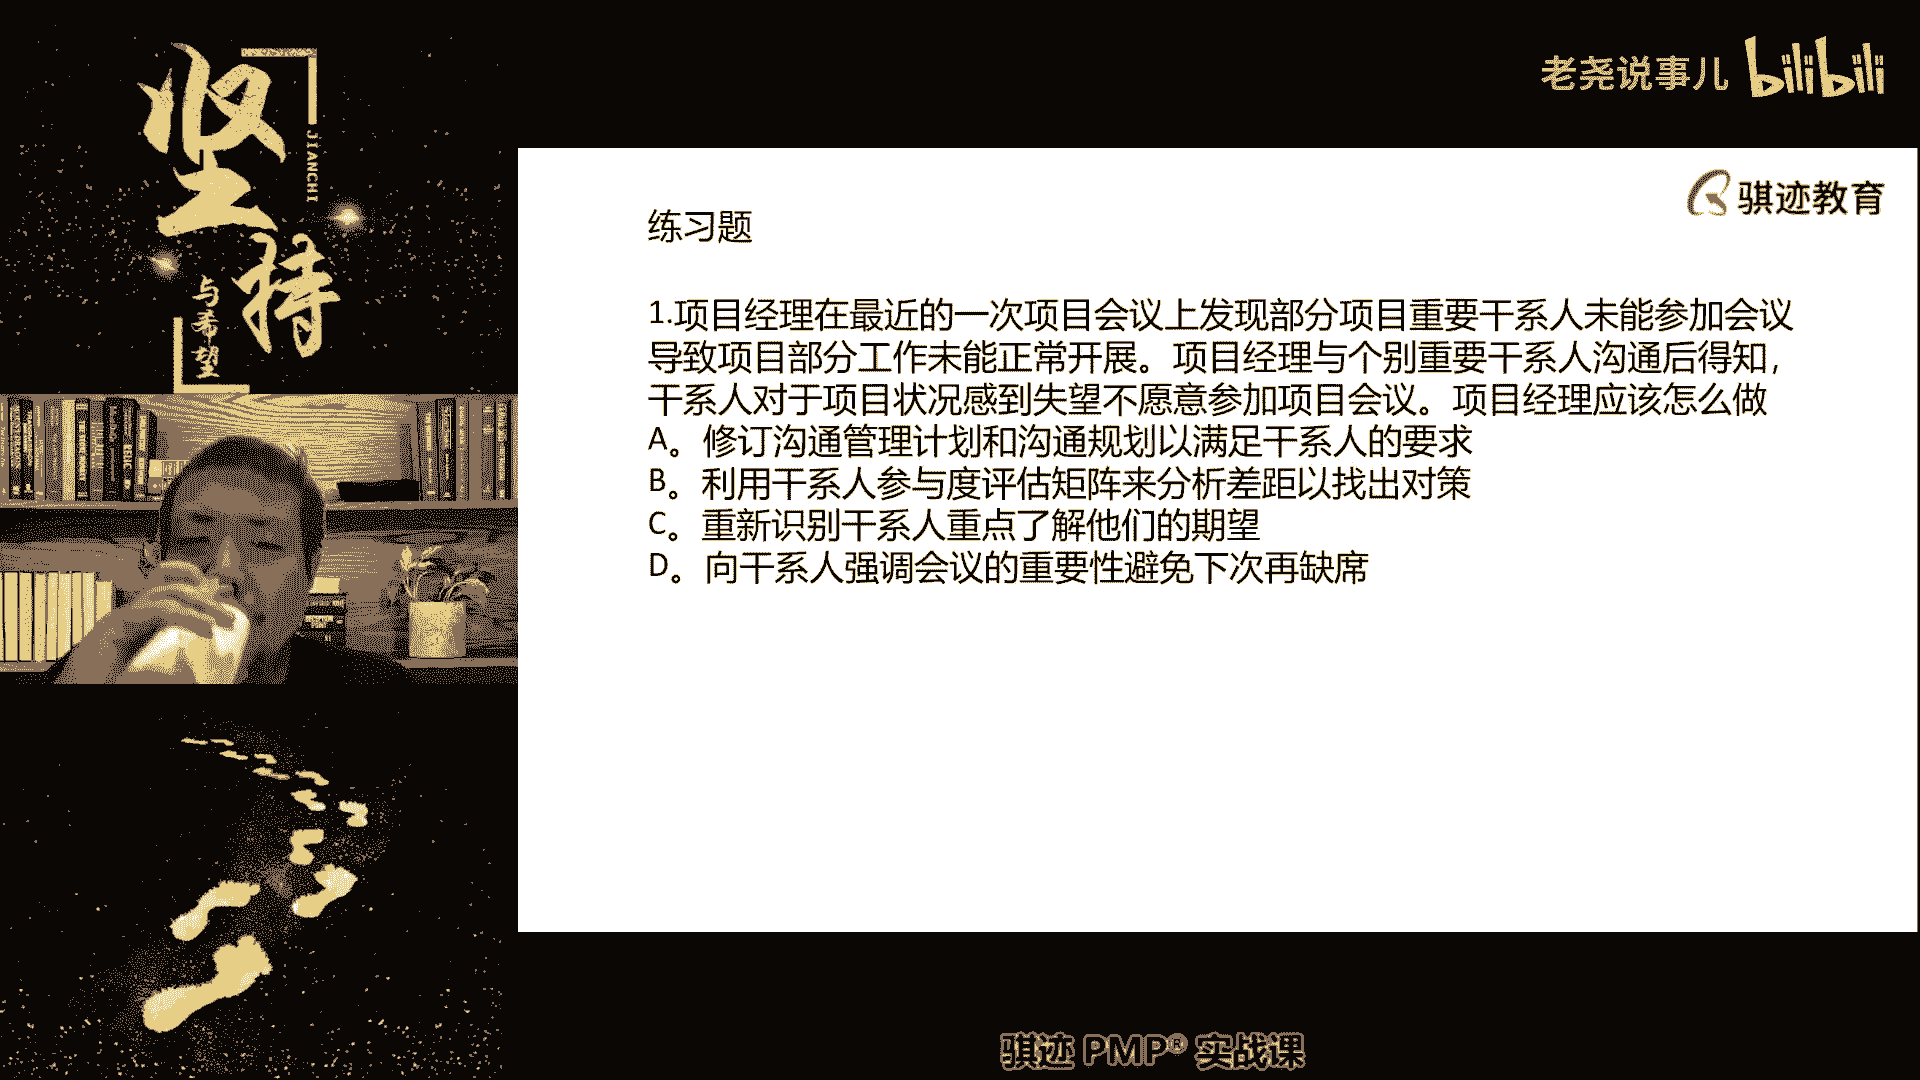 坚
持
JIANCHI
与希望
老尧说事儿 bilibili
骐迹教育
练习题
1.项目经理在最近的一次项目会议上发现部分项目重要干系人未能参加会议
导致项目部分工作未能正常开展。项目经理与个别重要干系人沟通后得知，
干系人对于项目状况感到失望不愿意参加项目会议。项目经理应该怎么做
A。修订沟通管理计划和沟通规划以满足干系人的要求
B。利用干系人参与度评估矩阵来分析差距以找出对策
C。重新识别干系人重点了解他们的期望
D。向干系人强调会议的重要性避免下次再缺席
骐迹 PMP® 实战课